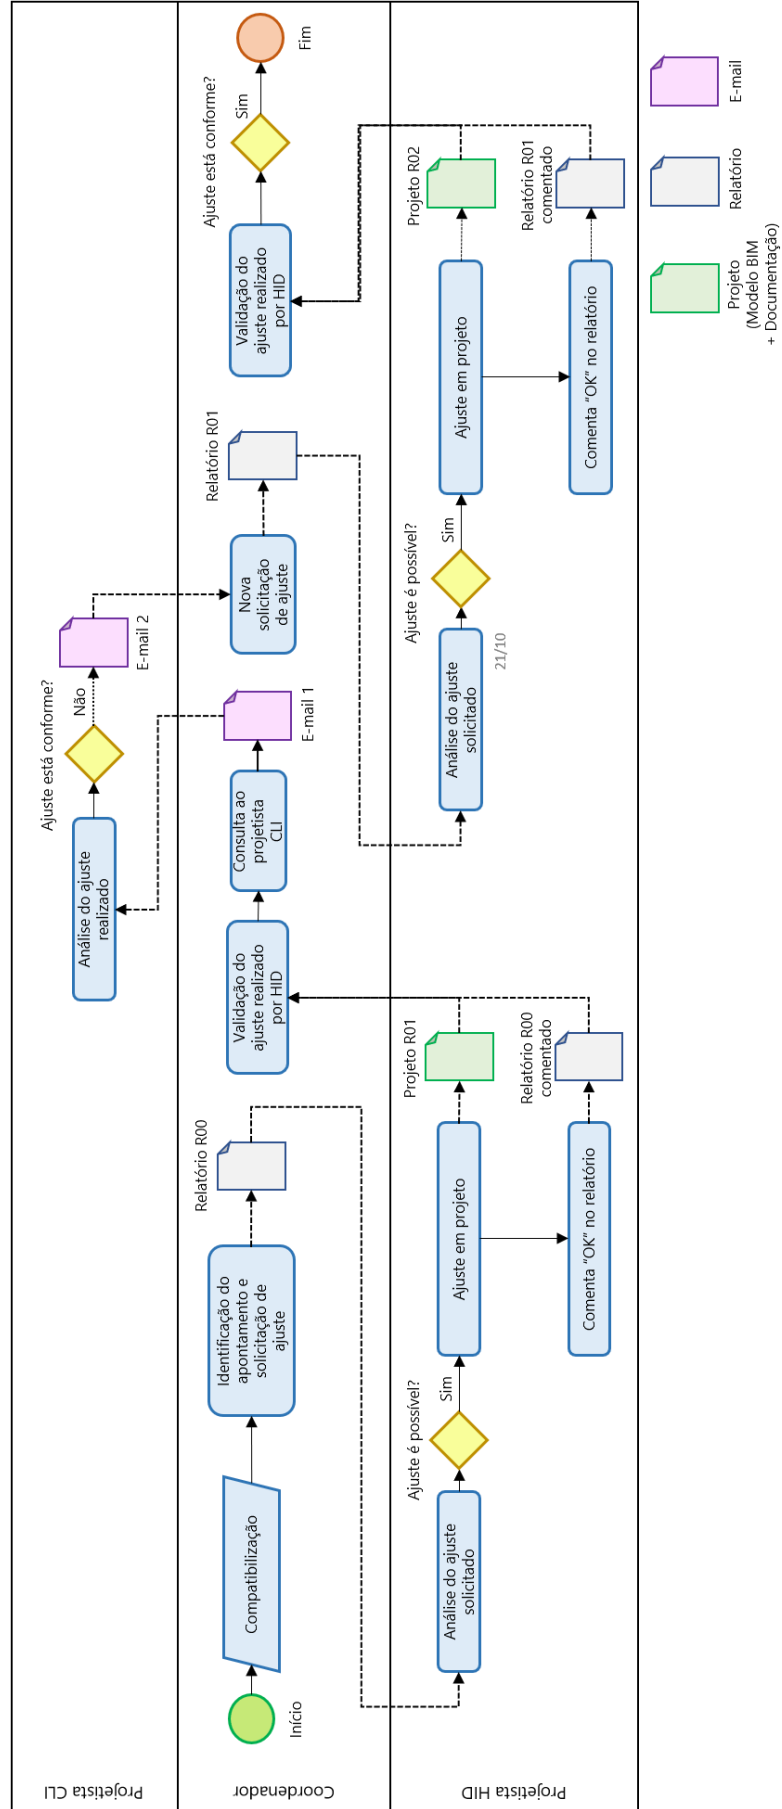 Projetista CLI
Análise do ajuste
realizado
Ajuste está conforme?
Não
E-mail 2
Coordenador
Início
Compatibilização
Identificação do
apontamento e
solicitação de
ajuste
Relatório R00
Validação do
ajuste realizado
por HID
Consulta ao
projetista
CLI
E-mail 1
Nova
solicitação
de ajuste
Relatório R01
Validação do
ajuste realizado
por HID
Ajuste está conforme?
Sim
Fim
Projetista HID
Análise do ajuste
solicitado
Ajuste é possível?
Sim
Ajuste em projeto
Comenta “OK” no relatório
Projeto R01
Relatório R00
comentado
Análise do ajuste
solicitado
21/10
Ajuste é possível?
Sim
Ajuste em projeto
Comenta “OK” no relatório
Projeto R02
Relatório R01
comentado
Projeto
(Modelo BIM
+ Documentação)
Relatório
E-mail